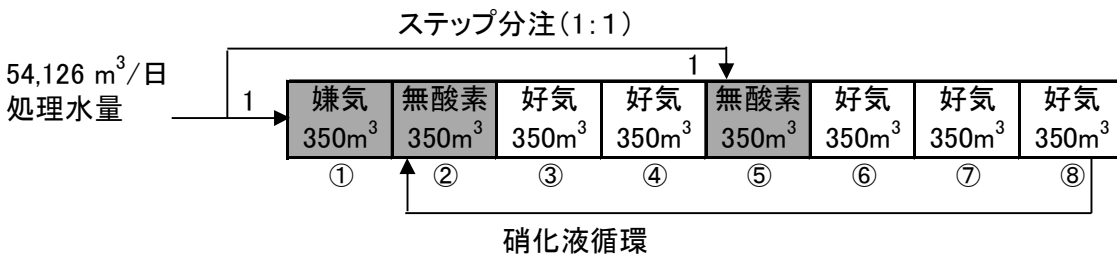 ステップ分注(1:1)
54,126 m³/日
処理水量
1
1
嫌気 無酸素 好気 好気 無酸素 好気 好気 好気
350m³ 350m³ 350m³ 350m³ 350m³ 350m³ 350m³ 350m³
① ② ③ ④ ⑤ ⑥ ⑦ ⑧
硝化液循環